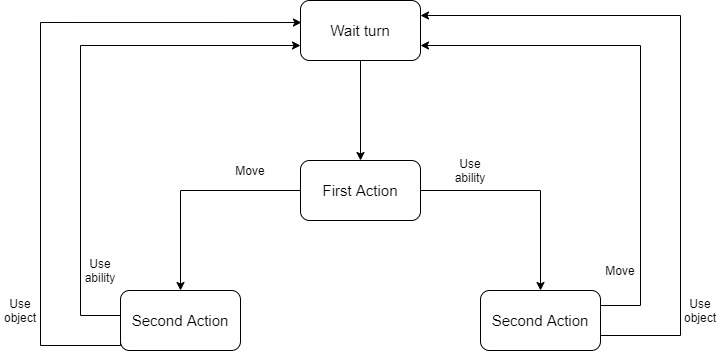 Wait turn
Move
Use
ability
First Action
Use
ability
Move
Use
object
Use
object
Second Action
Second Action